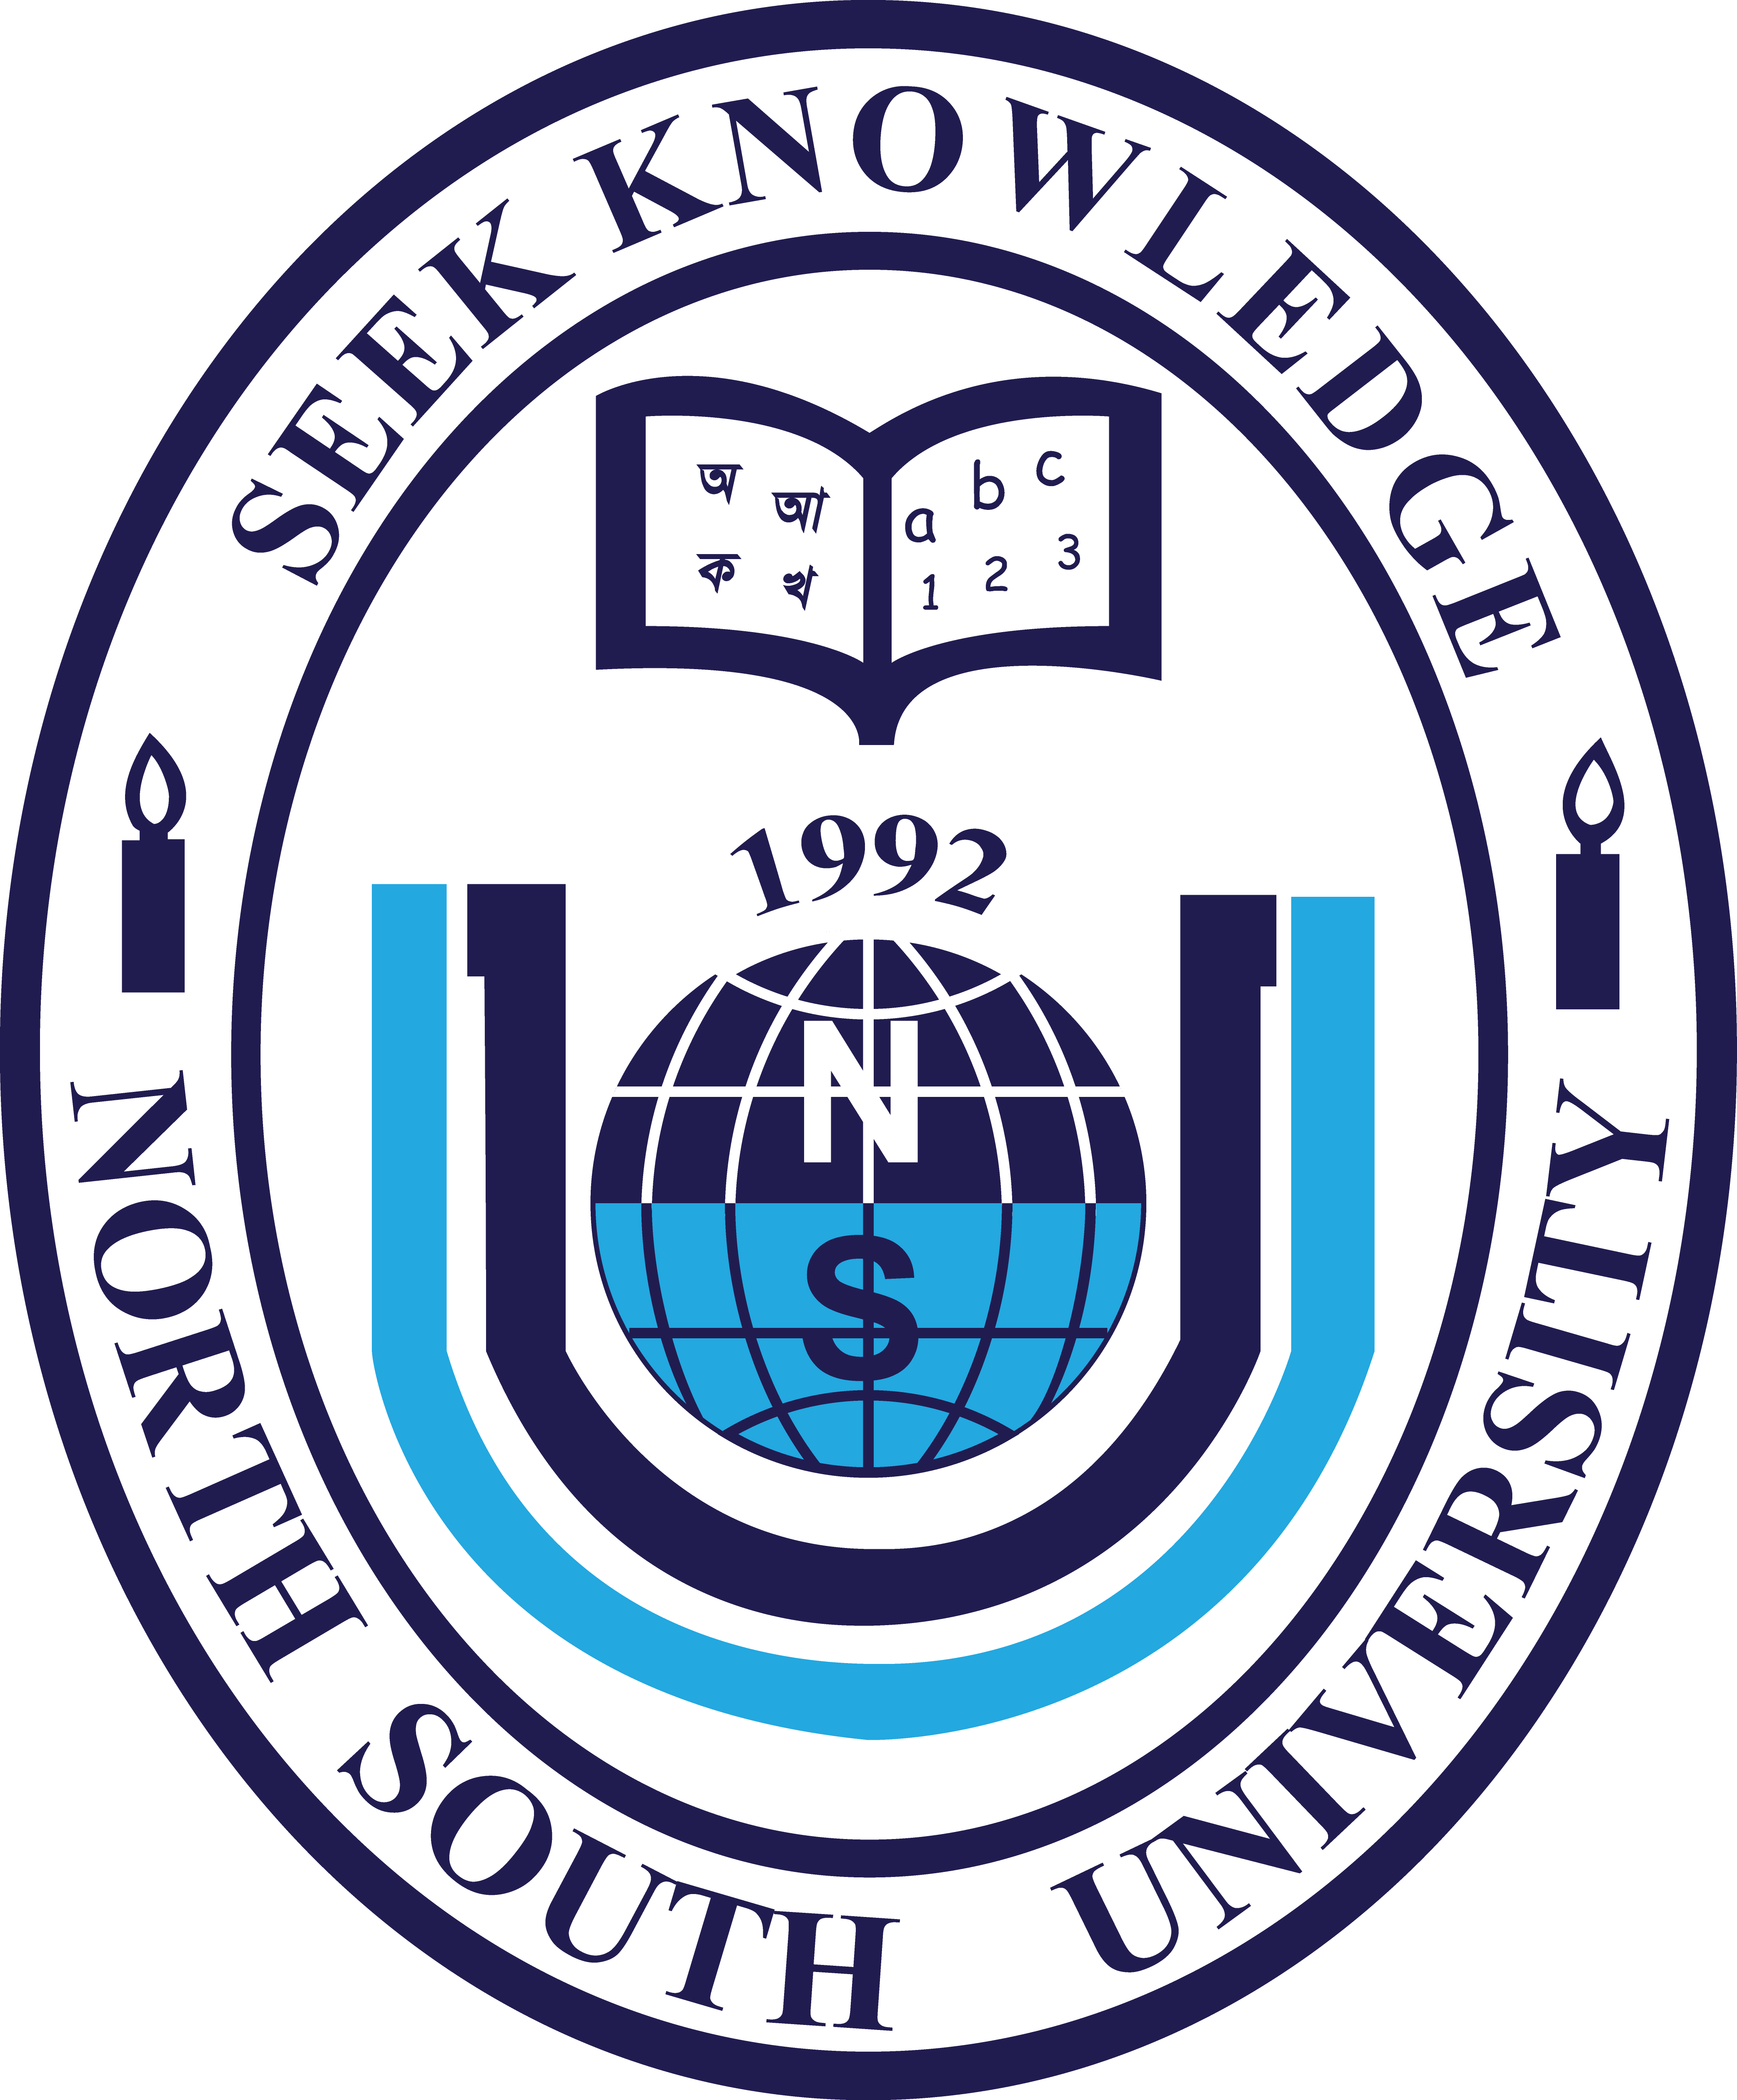 SEEK KNOWLEDGE
অ আ
ক খ
a b c
1 2 3
1992
N
S
NORTH SOUTH UNIVERSITY